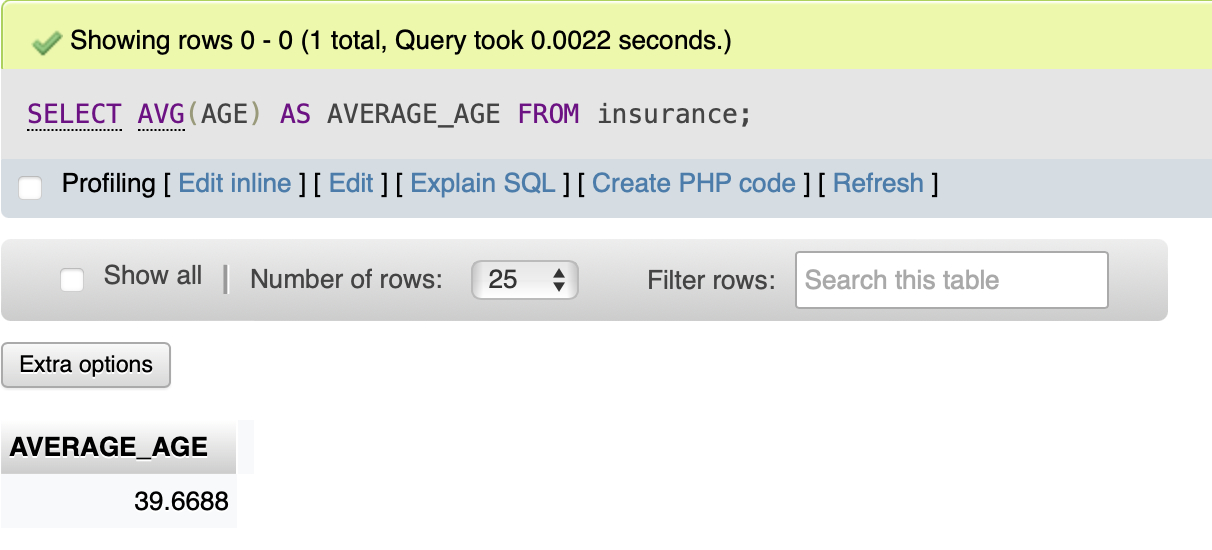 Showing rows 0 - 0 (1 total, Query took 0.0022 seconds.)
SELECT AVG(AGE) AS AVERAGE_AGE FROM insurance;
Profiling [ Edit inline ] [ Edit ] [ Explain SQL ] [ Create PHP code ] [ Refresh ]
Show all | Number of rows: 25 Filter rows: Search this table
Extra options
AVERAGE_AGE
39.6688